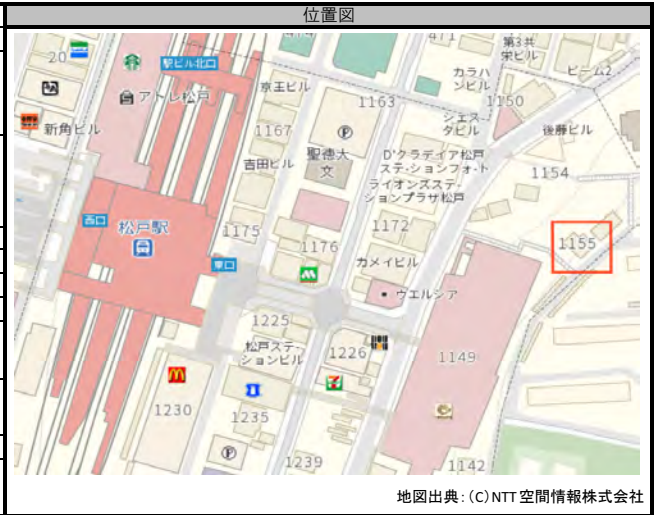 位置図
20
駅ビル北口
471
第3共
栄ビル
カラハ
ンビル
ビーム2
アトレ松戸
京王ビル
1163
1150
新角ビル
1167
シエス
タビル
後藤ビル
吉田ビル
聖徳大
文
D'クラディア松戸
ステーションフォート
ライオンズステー
ションプラザ松戸
1154
西口
松戸駅
1175
1172
1155
1176
東口
カメイビル
ウエルシア
1225
松戸ステー
ションビル
1226
1149
1230
1235
1239
1142
地図出典:(C)NTT空間情報株式会社